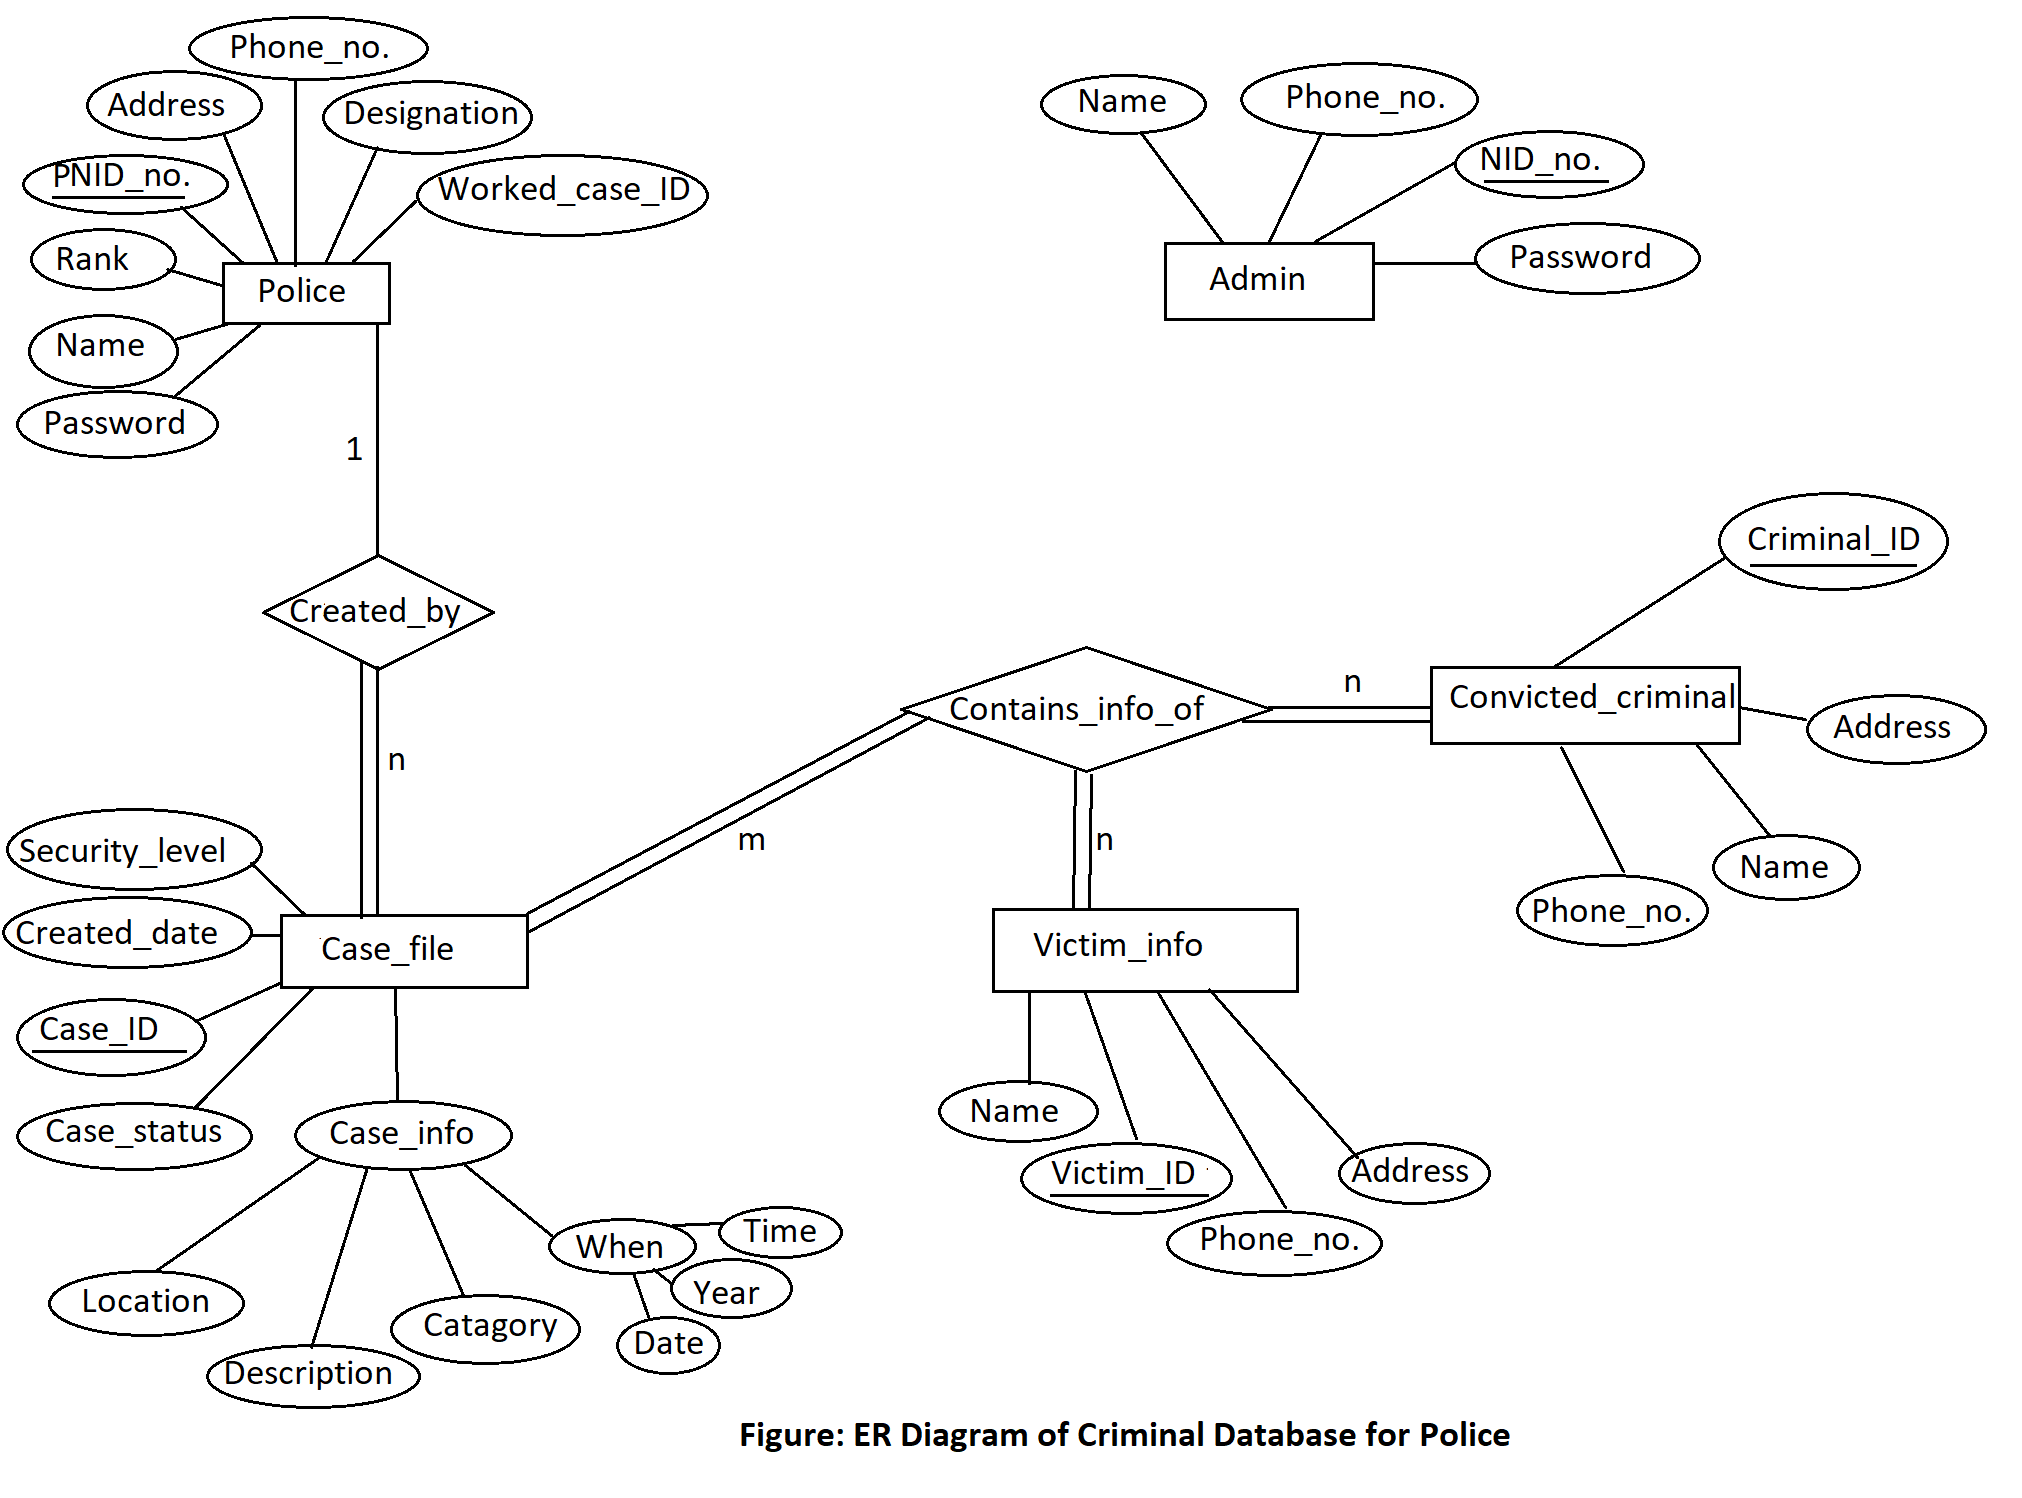 Phone_no.
Address
Designation
PNID_no.
Worked_case_ID
Rank
Police
Name
Password
1
Name
Phone_no.
NID_no.
Admin
Password
Created_by
n
Criminal_ID
Contains_info_of
n
Convicted_criminal
Address
m
n
Name
Phone_no.
Security_level
Created_date
Case_file
Case_ID
Case_status
Case_info
Victim_info
Name
Victim_ID
Address
Phone_no.
When
Time
Year
Date
Location
Catagory
Description
Figure: ER Diagram of Criminal Database for Police